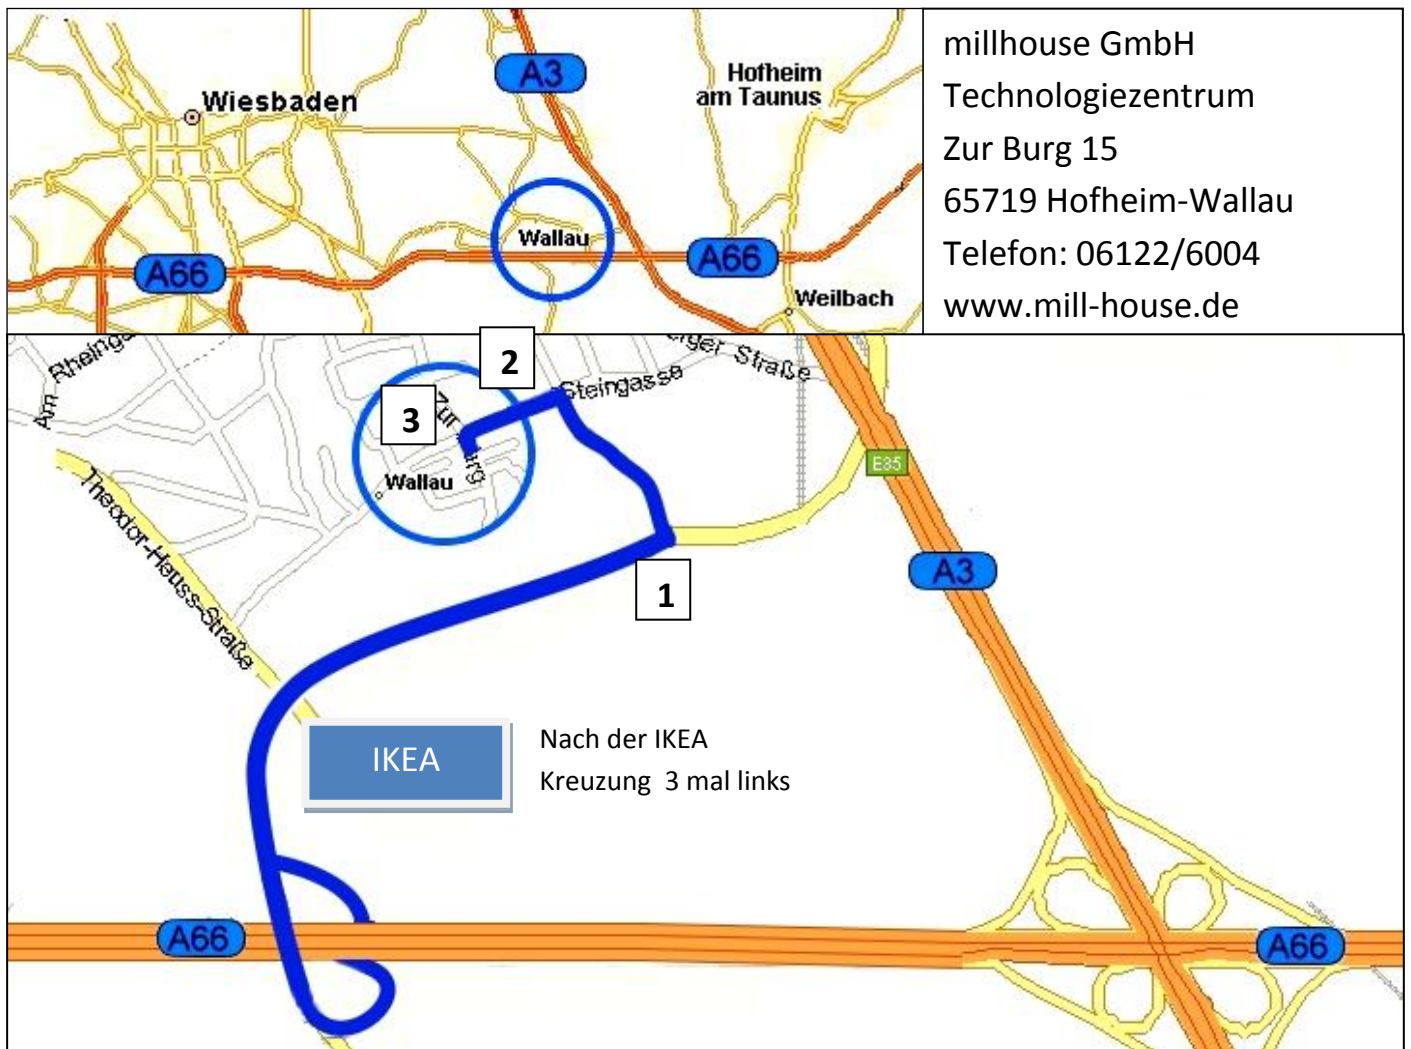 A3
Hofheim
am Taunus
Wiesbaden
Wallau
A66
A66
Weilbach
millhouse GmbH
Technologiezentrum
Zur Burg 15
65719 Hofheim-Wallau
Telefon: 06122/6004
www.mill-house.de
2
Straße
Steingasse
3
Zur
Wallau
E35
Theodor-Heuss-Straße
A3
1
IKEA
Nach der IKEA
Kreuzung 3 mal links
A66
A66